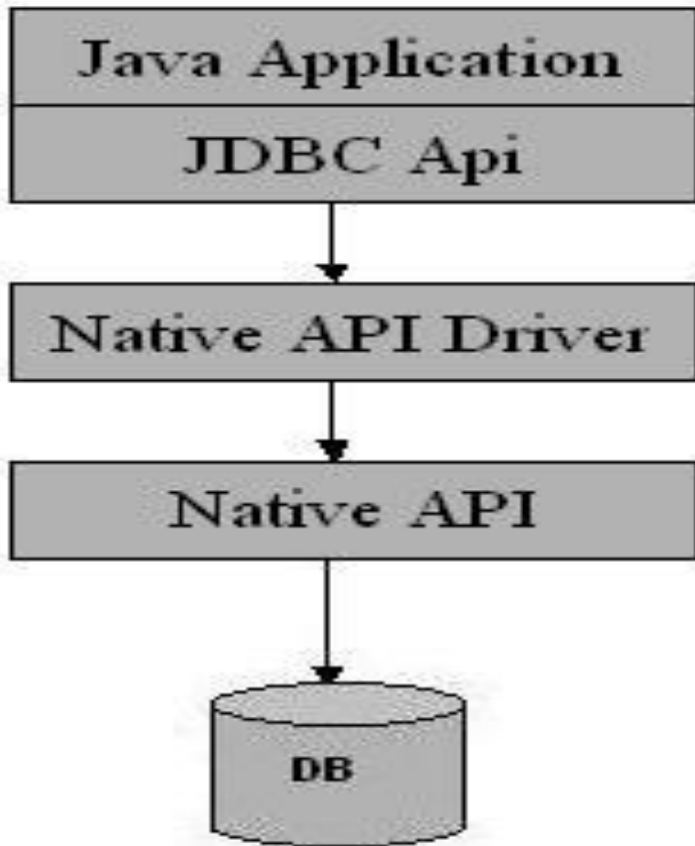 Java Application
JDBC Api
Native API Driver
Native API
DB